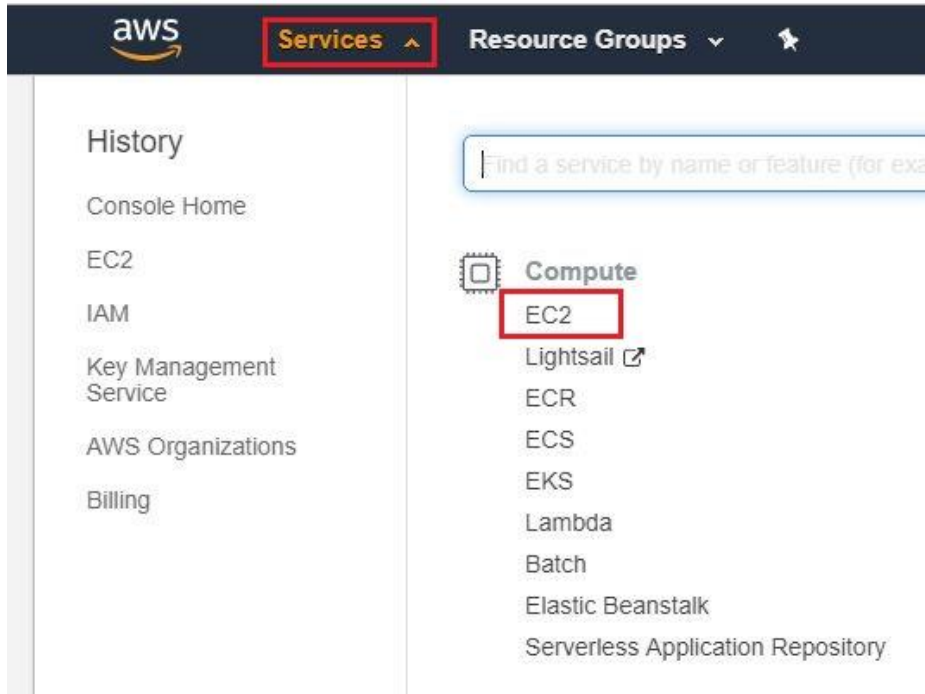 aws
Services
Resource Groups
History
Console Home
EC2
IAM
Key Management
Service
AWS Organizations
Billing
Find a service by name or feature (for exa
Compute
EC2
Lightsail
ECR
ECS
EKS
Lambda
Batch
Elastic Beanstalk
Serverless Application Repository